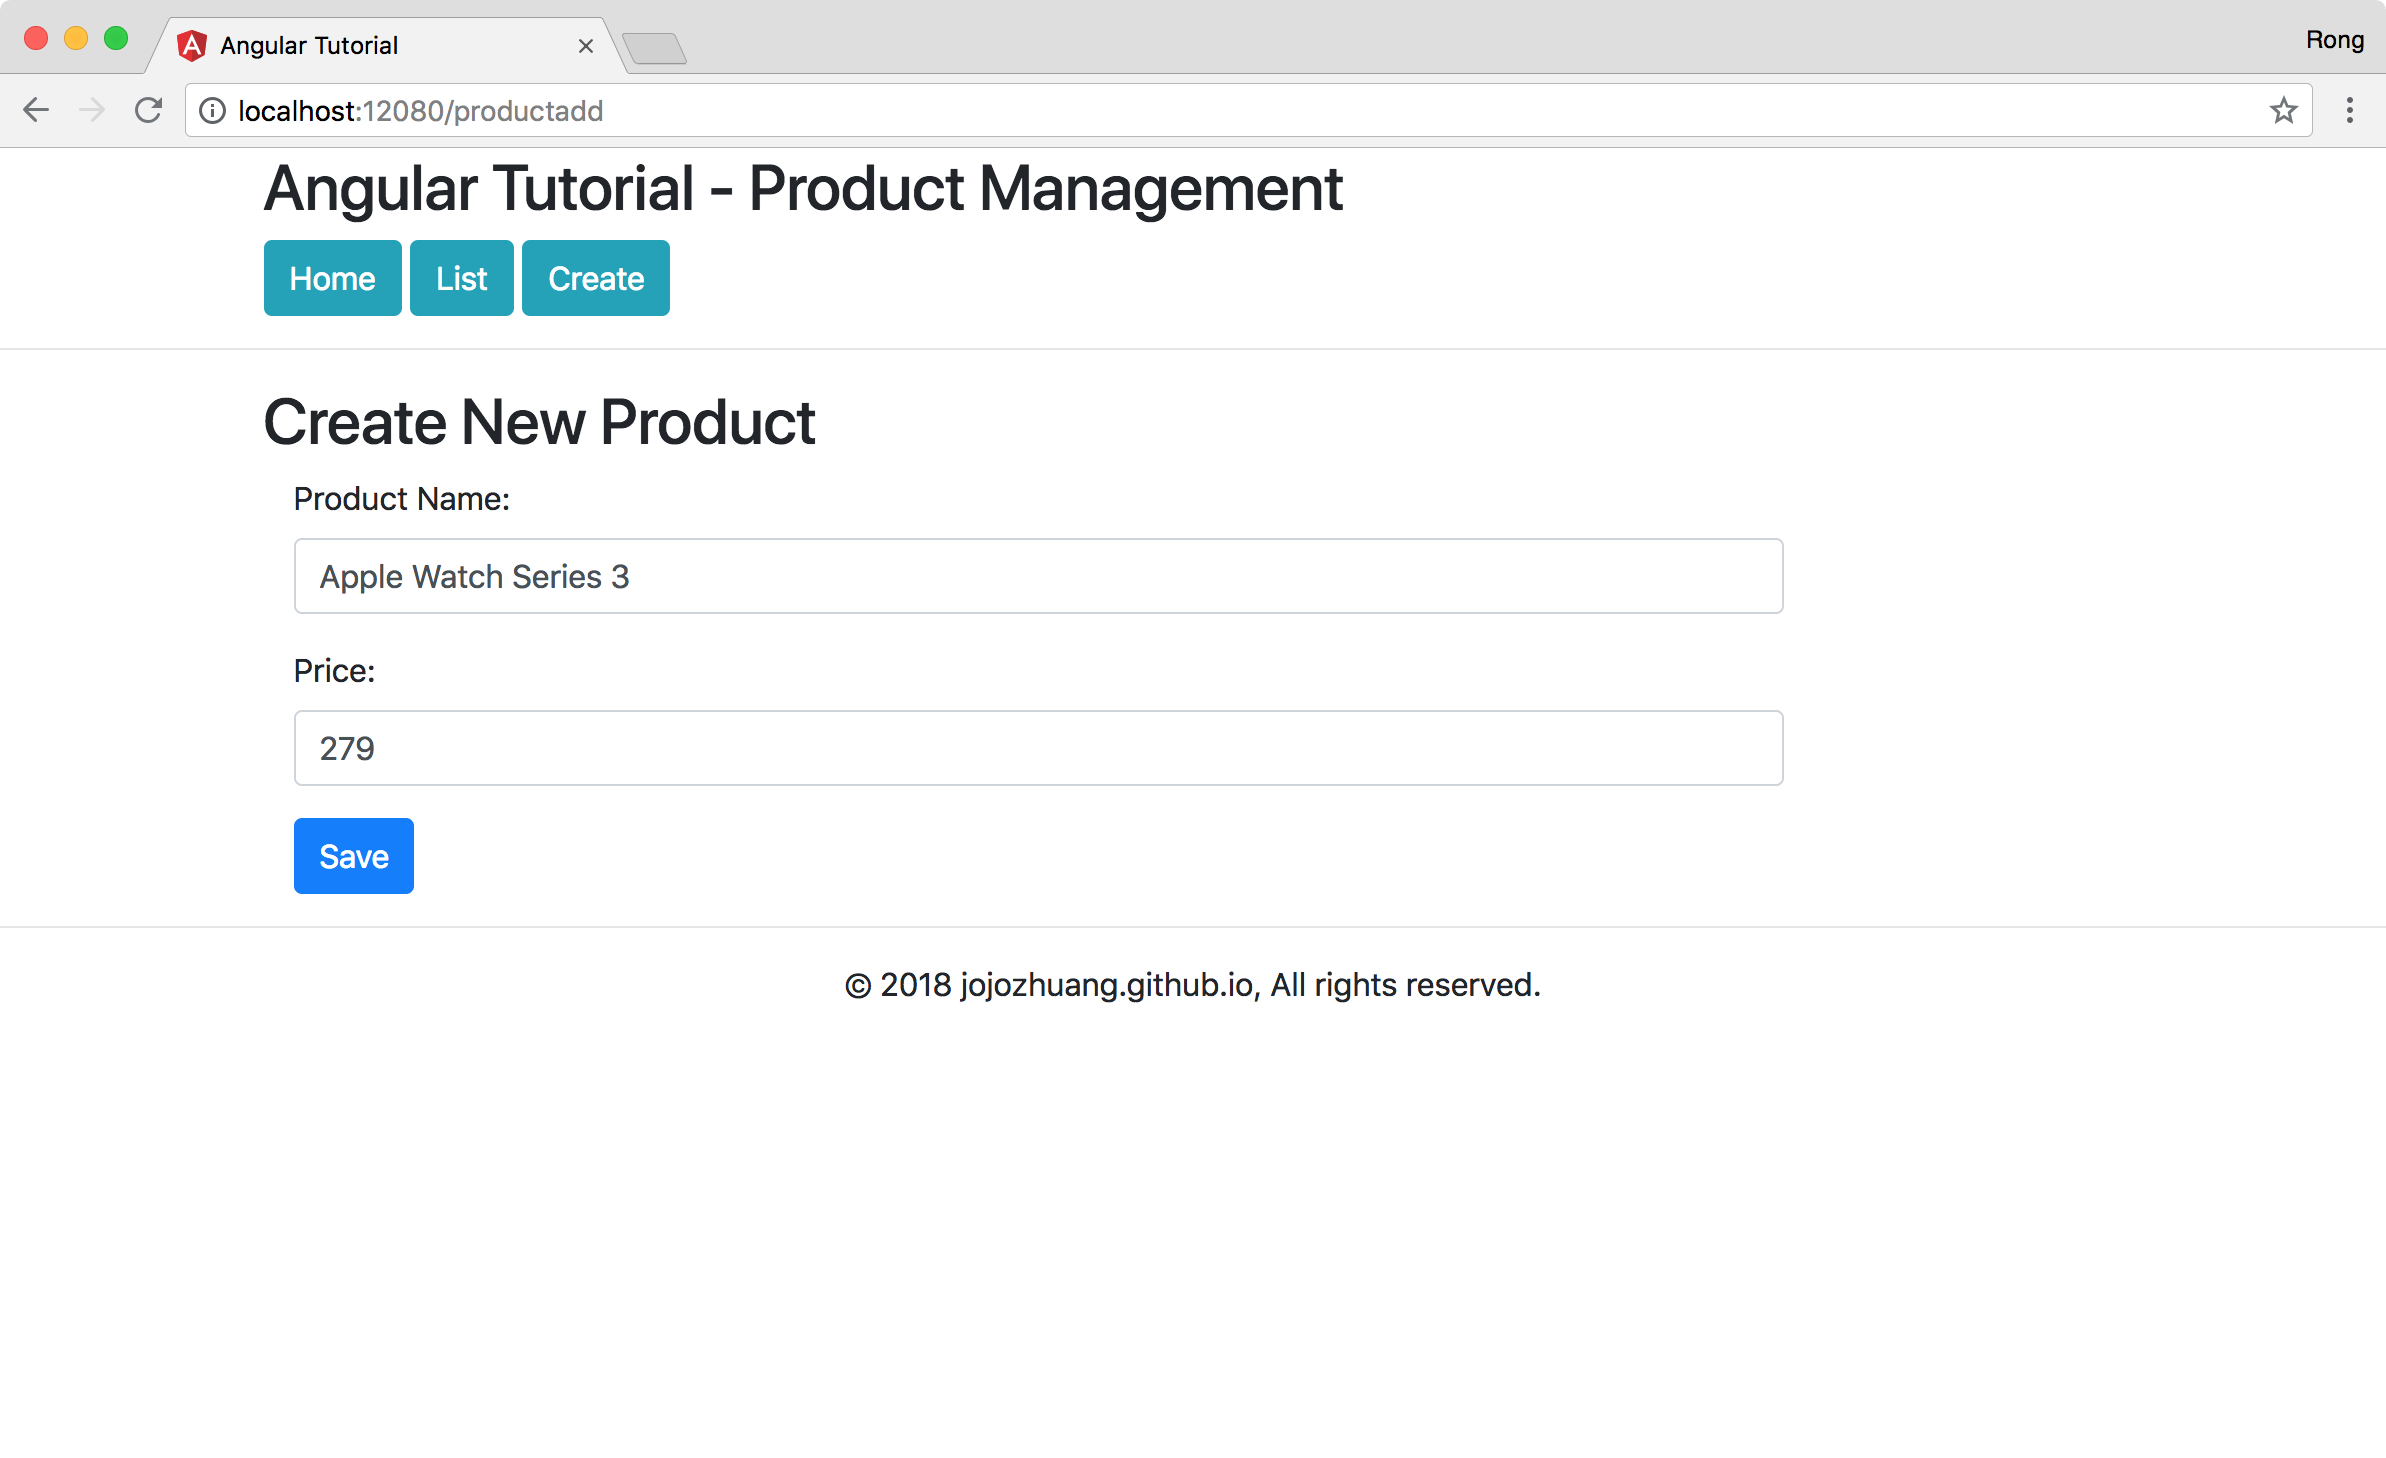 Angular Tutorial
Rong
localhost:12080/productadd
Angular Tutorial - Product Management
Home List Create
Create New Product
Product Name:
Apple Watch Series 3
Price:
279
Save
© 2018 jojozhuang.github.io, All rights reserved.